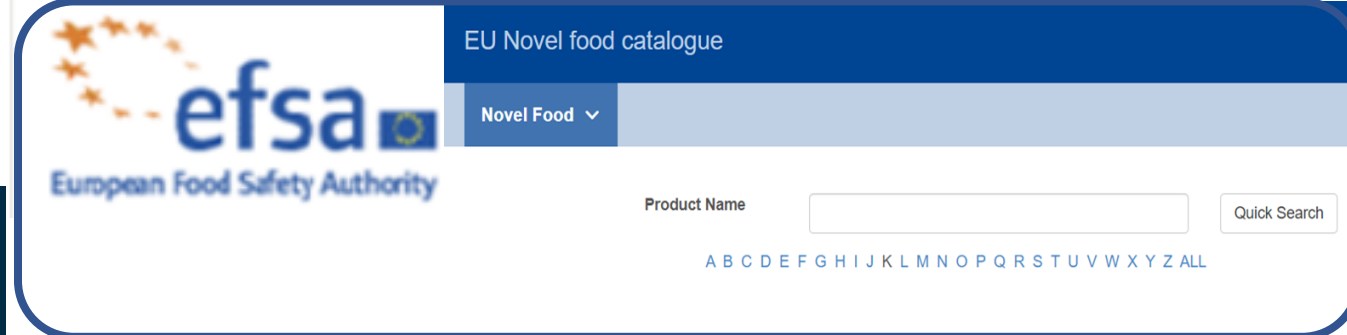 efsa
European Food Safety Authority
EU Novel food catalogue
Novel Food
Product Name
Quick Search
A B C D E F G H I J K L M N O P Q R S T U V W X Y Z ALL